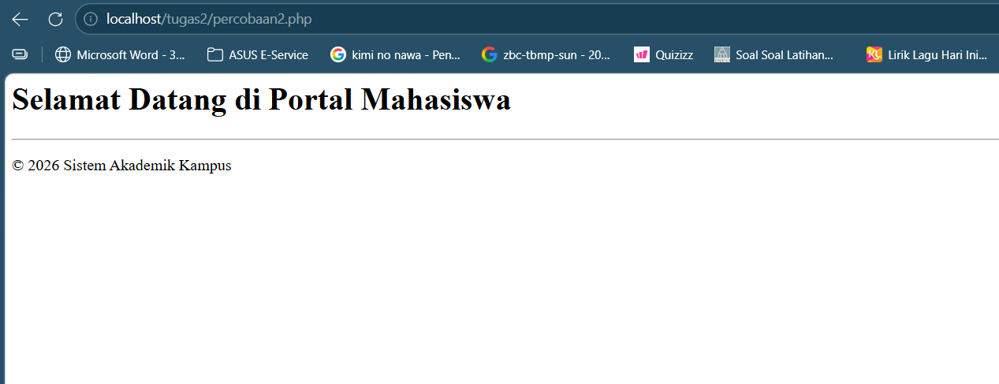 localhost/tugas2/percobaan2.php
Microsoft Word - 3... ASUS E-Service kimi no nawa - Pen... zbc-tbmp-sun - 20... Quizizz Soal Soal Latihan... Lirik Lagu Hari Ini...
Selamat Datang di Portal Mahasiswa
© 2026 Sistem Akademik Kampus